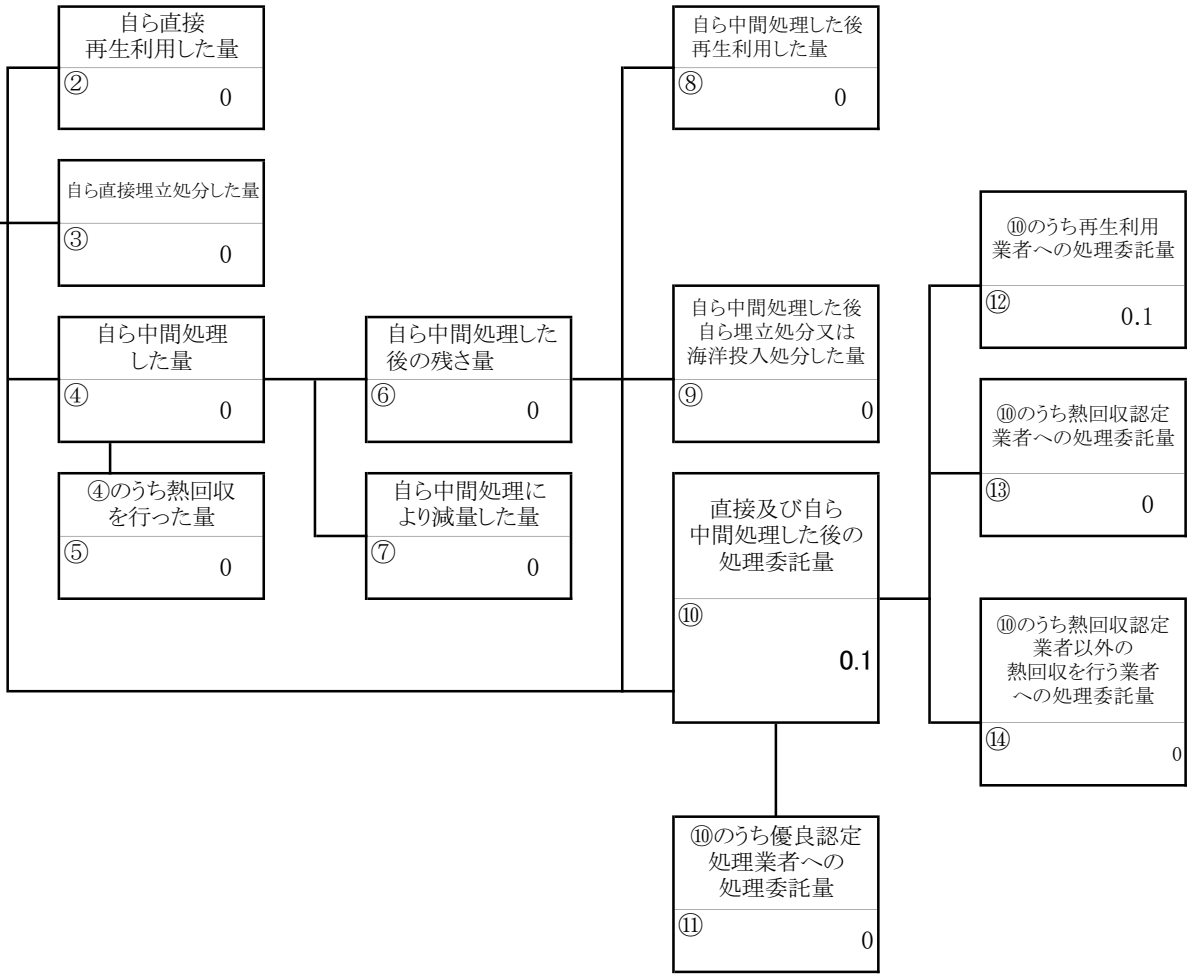 自ら直接
再生利用した量
②
0
自ら直接埋立処分した量
③
0
自ら中間処理
した量
④
0
④のうち熱回収
を行った量
⑤
0
自ら中間処理した
後の残さ量
⑥
0
自ら中間処理に
より減量した量
⑦
0
自ら中間処理した後
再生利用した量
⑧
0
自ら中間処理した後
自ら埋立処分又は
海洋投入処分した量
⑨
0
直接及び自ら
中間処理した後の
処理委託量
⑩
0.1
⑩のうち優良認定
処理業者への
処理委託量
⑪
0
⑩のうち再生利用
業者への処理委託量
⑫
0.1
⑩のうち熱回収認定
業者への処理委託量
⑬
0
⑩のうち熱回収認定
業者以外の
熱回収を行う業者
への処理委託量
⑭
0